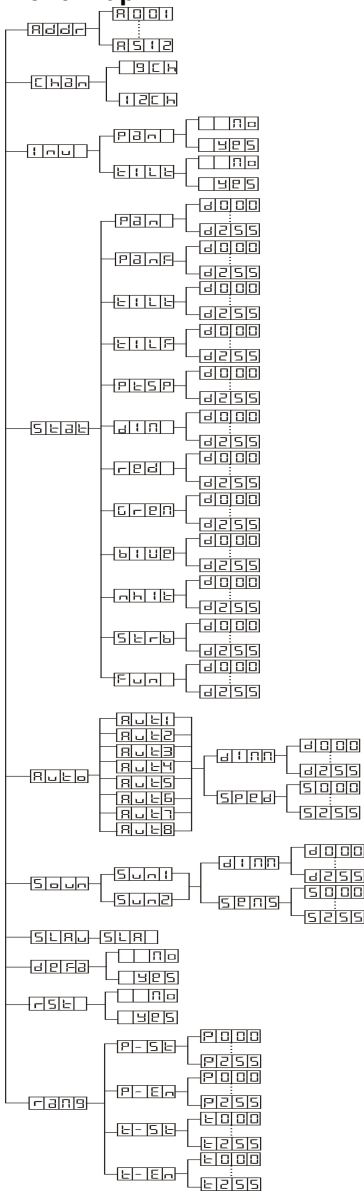 Addr
A001
A512
Chan
9Ch
12Ch
Inv
Pan
No
yes
tILt
No
yes
Stat
Pan
d000
d255
PanF
d000
d255
tILt
d000
d255
tILF
d000
d255
PtSP
d000
d255
dIM
d000
d255
red
d000
d255
GreN
d000
d255
bLUe
d000
d255
whIt
d000
d255
Strb
d000
d255
Fun
d000
d255
Auto
Aut1
Aut2
Aut3
Aut4
Aut5
Aut6
Aut7
Aut8
dIMM
d000
d255
SPed
S000
S255
Soun
Sun1
Sun2
dIMM
d000
d255
SenS
S000
S255
SLAv
SLA
defa
No
yes
rSt
No
yes
raNg
P-St
P000
P255
P-En
P000
P255
t-St
t000
t255
t-En
t000
t255